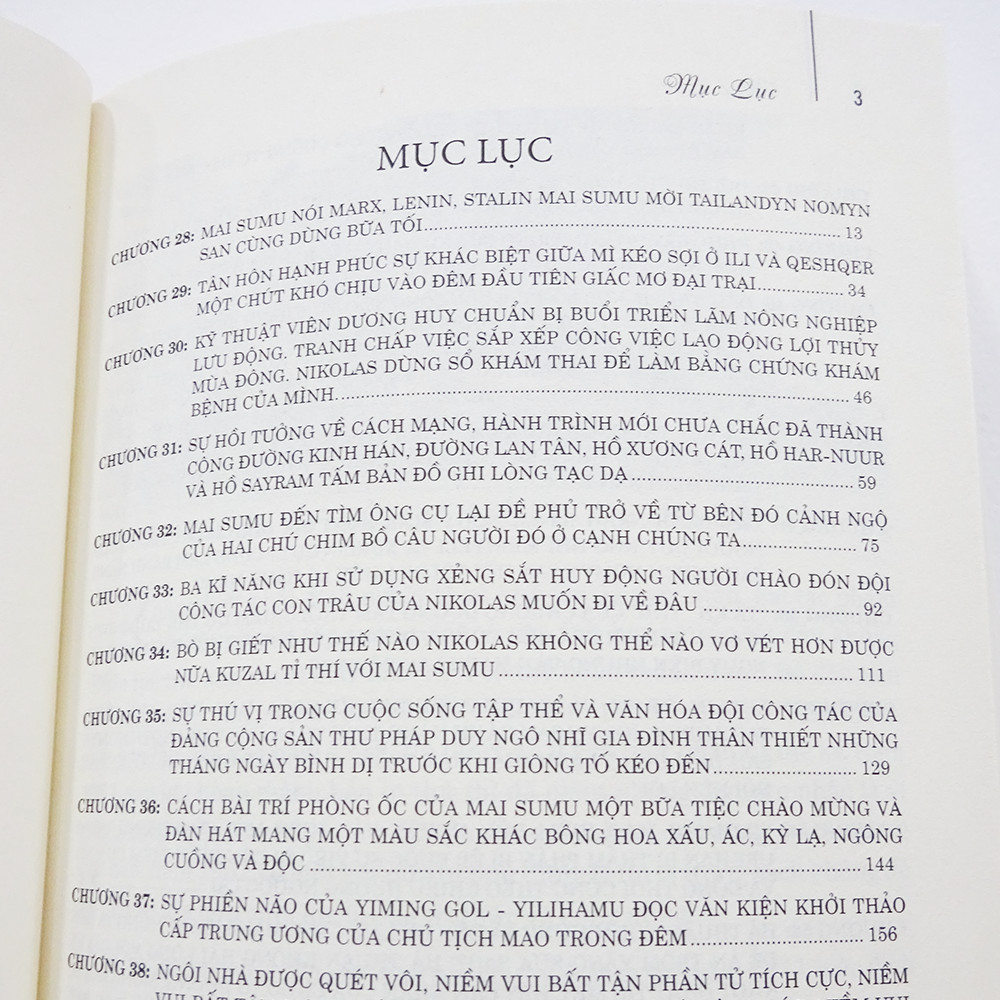 Mục Lục 3
MỤC LỤC
CHƯƠNG 28: MAI SUMU NÓI MARX, LENIN, STALIN MAI SUMU MỜI TAILANDYN NOMYN
SAN CÙNG DÙNG BỮA TỐI.......... 13
CHƯƠNG 29: TÂN HÔN HẠNH PHÚC SỰ KHÁC BIỆT GIỮA MÌ KÉO SỢI Ở ILI VÀ QESHQER
MỘT CHÚT KHÓ CHỊU VÀO ĐÊM ĐẦU TIÊN GIẤC MƠ ĐẠI TRẠI.......... 34
CHƯƠNG 30: KỸ THUẬT VIÊN DƯƠNG HUY CHUẨN BỊ BUỔI TRIỂN LÃM NÔNG NGHIỆP
LƯU ĐỘNG. TRANH CHẤP VIỆC SẮP XẾP CÔNG VIỆC LAO ĐỘNG LỢI THỦY
MÙA ĐÔNG. NIKOLAS DÙNG SỔ KHÁM THAI ĐỂ LÀM BẰNG CHỨNG KHÁM
BỆNH CỦA MÌNH.......... 46
CHƯƠNG 31: SỰ HỒI TƯỞNG VỀ CÁCH MẠNG, HÀNH TRÌNH MỚI CHƯA CHẮC ĐÃ THÀNH
CÔNG ĐƯỜNG KINH HÁN, ĐƯỜNG LAN TÂN, HỒ XƯƠNG CÁT, HỒ HAR-NUUR
VÀ HỒ SAYRAM TẤM BẢN ĐỒ GHI LÒNG TẠC DẠ.......... 59
CHƯƠNG 32: MAI SUMU ĐẾN TÌM ÔNG CỤ LẠI ĐỀ PHỦ TRỞ VỀ TỪ BÊN ĐÓ CẢNH NGỘ
CỦA HAI CHÚ CHIM BỒ CÂU NGƯỜI ĐÓ Ở CẠNH CHÚNG TA.......... 75
CHƯƠNG 33: BA KĨ NĂNG KHI SỬ DỤNG XẺNG SẮT HUY ĐỘNG NGƯỜI CHÀO ĐÓN ĐỘI
CÔNG TÁC CON TRÂU CỦA NIKOLAS MUỐN ĐI VỀ ĐÂU.......... 92
CHƯƠNG 34: BÒ BỊ GIẾT NHƯ THẾ NÀO NIKOLAS KHÔNG THỂ NÀO VƠ VÉT HƠN ĐƯỢC
NỮA KUZAL TỈ THÍ VỚI MAI SUMU.......... 111
CHƯƠNG 35: SỰ THÚ VỊ TRONG CUỘC SỐNG TẬP THỂ VÀ VĂN HÓA ĐỘI CÔNG TÁC CỦA
ĐẢNG CỘNG SẢN THƯ PHÁP DUY NGÔ NHĨ GIA ĐÌNH THÂN THIẾT NHỮNG
THÁNG NGÀY BÌNH DỊ TRƯỚC KHI GIÔNG TỐ KÉO ĐẾN.......... 129
CHƯƠNG 36: CÁCH BÀI TRÍ PHÒNG ỐC CỦA MAI SUMU MỘT BỮA TIỆC CHÀO MỪNG VÀ
ĐÀN HÁT MANG MỘT MÀU SẮC KHÁC BÔNG HOA XẤU, ÁC, KỲ LẠ, NGÔNG
CUỒNG VÀ ĐỘC.......... 144
CHƯƠNG 37: SỰ PHIỀN NÃO CỦA YIMING GOL - YILIHAMU ĐỌC VĂN KIỆN KHỞI THẢO
CẤP TRUNG ƯƠNG CỦA CHỦ TỊCH MAO TRONG ĐÊM.......... 156
CHƯƠNG 38: NGÔI NHÀ ĐƯỢC QUÉT VÔI, NIỀM VUI BẤT TẬN PHẦN TỬ TÍCH CỰC, NIỀM